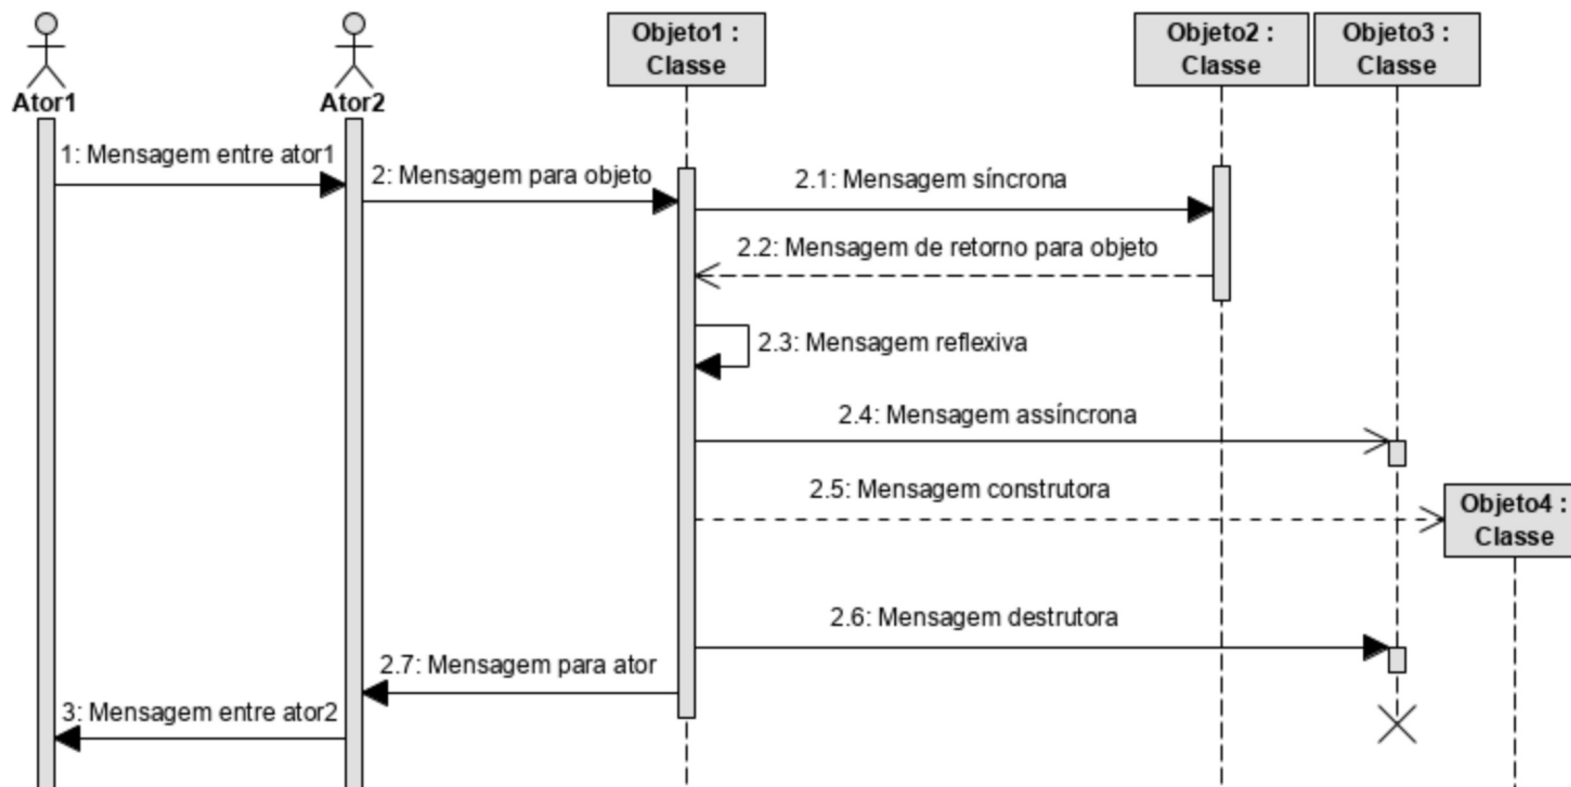 Objeto1 :
Classe
Objeto2 :
Classe
Objeto3 :
Classe
Ator1
Ator2
1: Mensagem entre ator1
2: Mensagem para objeto
2.1: Mensagem síncrona
2.2: Mensagem de retorno para objeto
2.3: Mensagem reflexiva
2.4: Mensagem assíncrona
2.5: Mensagem construtora
Objeto4 :
Classe
2.6: Mensagem destrutora
2.7: Mensagem para ator
3: Mensagem entre ator2